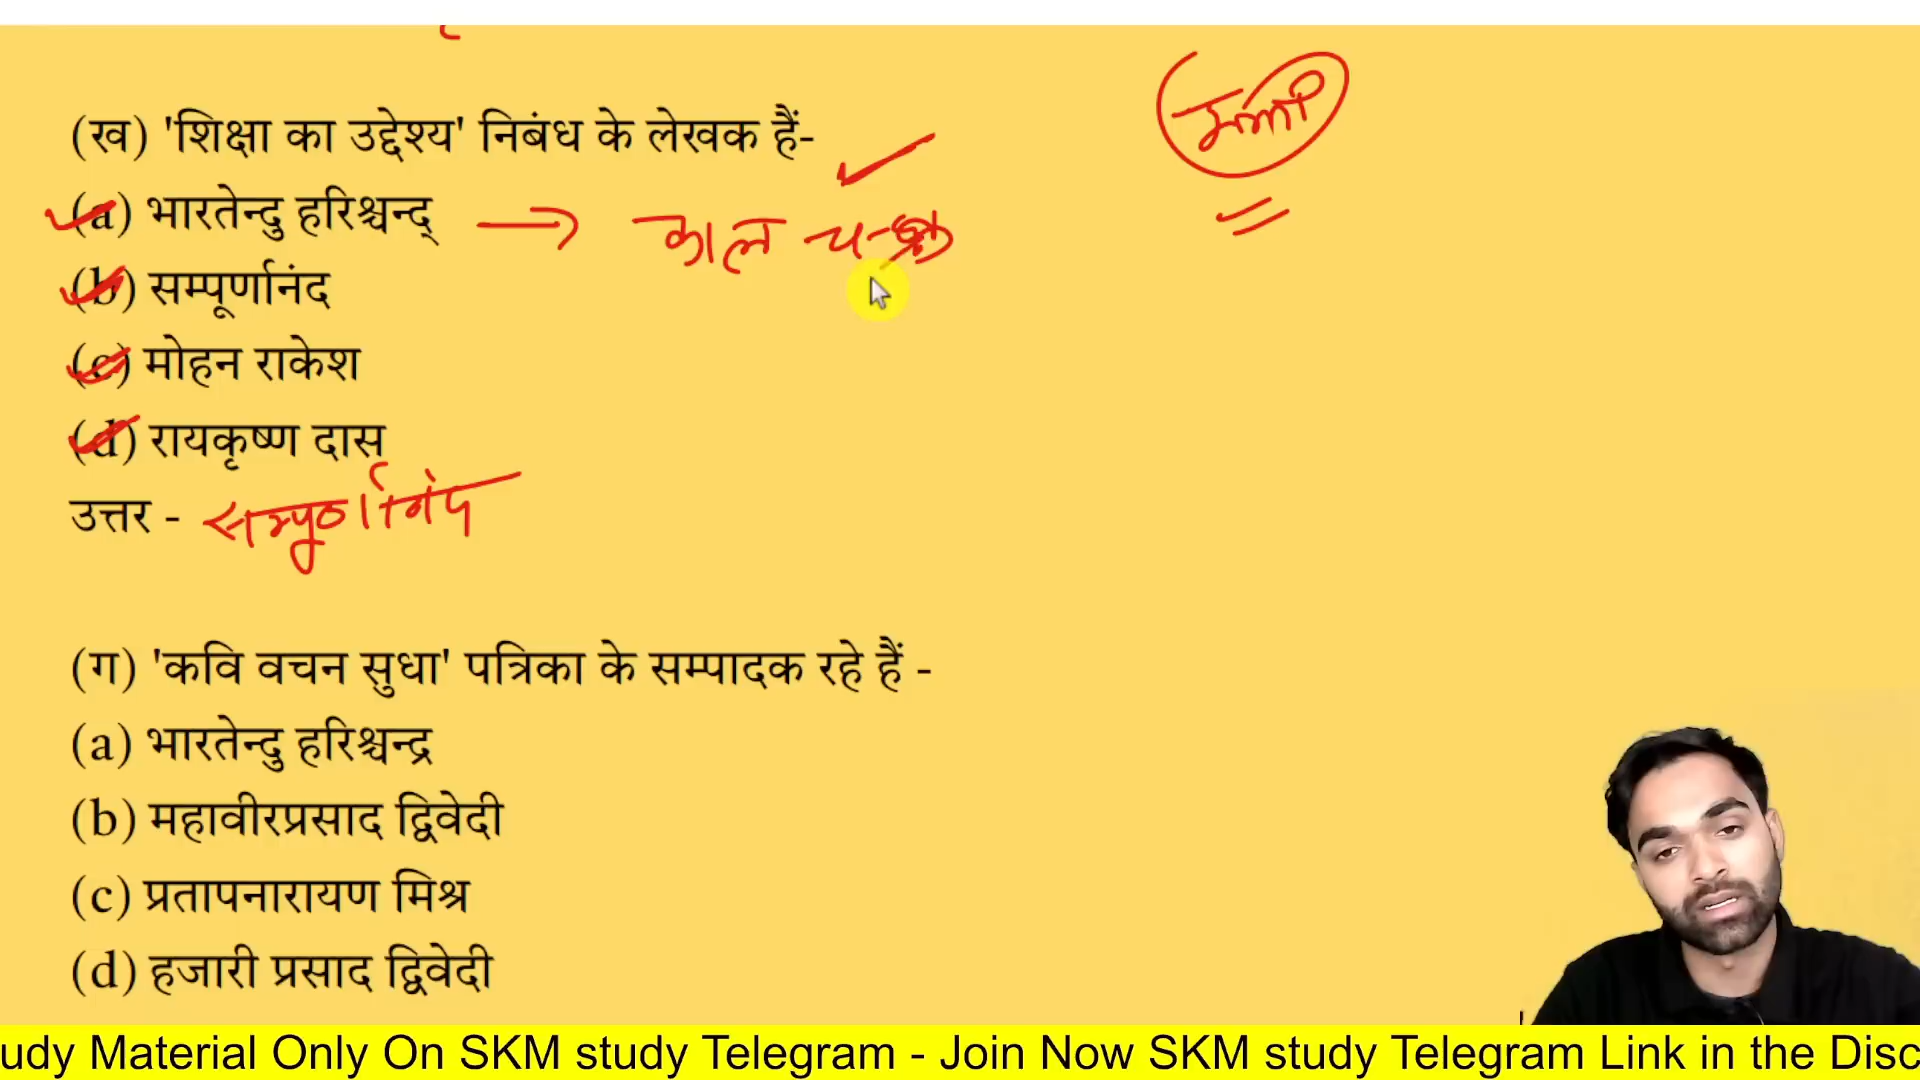 (ख) 'शिक्षा का उद्देश्य' निबंध के लेखक हैं-
(a) भारतेन्दु हरिश्चन्द् → काल
(b) सम्पूर्णानंद
(c) मोहन राकेश
(d) रायकृष्ण दास
उत्तर - सम्पूर्णानंद
(ग) 'कवि वचन सुधा' पत्रिका के सम्पादक रहे हैं -
(a) भारतेन्दु हरिश्चन्द्र
(b) महावीरप्रसाद द्विवेदी
(c) प्रतापनारायण मिश्र
(d) हजारी प्रसाद द्विवेदी
udy Material Only On SKM study Telegram - Join Now SKM study Telegram Link in the Disc